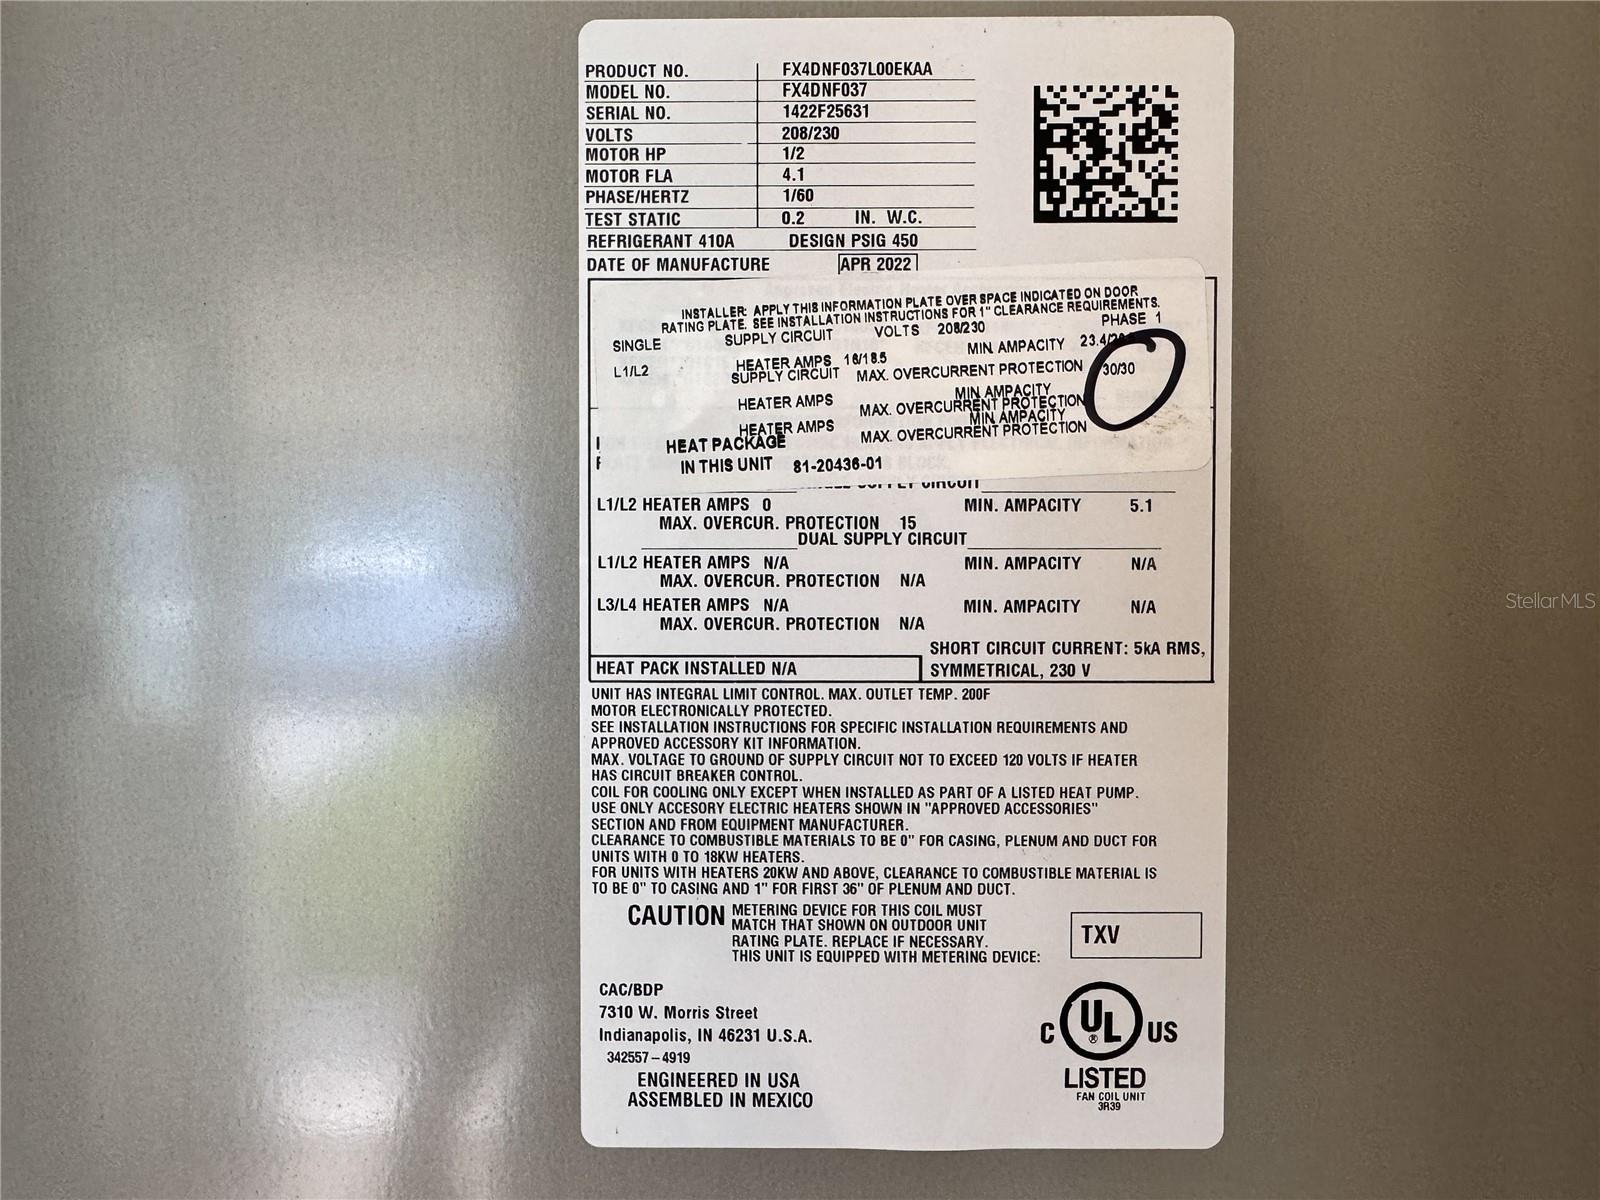 PRODUCT NO. FX4DNF037L00EKAA
MODEL NO. FX4DNF037
SERIAL NO. 1422F25631
VOLTS 208/230
MOTOR HP 1/2
MOTOR FLA 4.1
PHASE/HERTZ 1/60
TEST STATIC 0.2 IN. W.C.
REFRIGERANT 410A DESIGN PSIG 450
DATE OF MANUFACTURE APR 2022
INSTALLER: APPLY THIS INFORMATION PLATE OVER SPACE INDICATED ON DOOR
RATING PLATE. SEE INSTALLATION INSTRUCTIONS FOR 1" CLEARANCE REQUIREMENTS.
SINGLE SUPPLY CIRCUIT VOLTS 208/230 PHASE 1
L1/L2 HEATER AMPS 16/18.5 MIN. AMPACITY 23.4/
SUPPLY CIRCUIT MAX. OVERCURRENT PROTECTION 30/30
HEATER AMPS MIN. AMPACITY
MAX. OVERCURRENT PROTECTION
HEATER AMPS MIN. AMPACITY
MAX. OVERCURRENT PROTECTION
HEAT PACKAGE
IN THIS UNIT 81-20436-01
SUPPLY CIRCUIT
L1/L2 HEATER AMPS 0 MIN. AMPACITY 5.1
MAX. OVERCUR. PROTECTION 15
DUAL SUPPLY CIRCUIT
L1/L2 HEATER AMPS N/A MIN. AMPACITY N/A
MAX. OVERCUR. PROTECTION N/A
L3/L4 HEATER AMPS N/A MIN. AMPACITY N/A
MAX. OVERCUR. PROTECTION N/A
SHORT CIRCUIT CURRENT: 5kA RMS,
HEAT PACK INSTALLED N/A SYMMETRICAL, 230 V
UNIT HAS INTEGRAL LIMIT CONTROL. MAX. OUTLET TEMP. 200F
MOTOR ELECTRONICALLY PROTECTED.
SEE INSTALLATION INSTRUCTIONS FOR SPECIFIC INSTALLATION REQUIREMENTS AND
APPROVED ACCESSORY KIT INFORMATION.
MAX. VOLTAGE TO GROUND OF SUPPLY CIRCUIT NOT TO EXCEED 120 VOLTS IF HEATER
HAS CIRCUIT BREAKER CONTROL.
COIL FOR COOLING ONLY EXCEPT WHEN INSTALLED AS PART OF A LISTED HEAT PUMP.
USE ONLY ACCESORY ELECTRIC HEATERS SHOWN IN "APPROVED ACCESSORIES"
SECTION AND FROM EQUIPMENT MANUFACTURER.
CLEARANCE TO COMBUSTIBLE MATERIALS TO BE 0" FOR CASING, PLENUM AND DUCT FOR
UNITS WITH 0 TO 18KW HEATERS.
FOR UNITS WITH HEATERS 20KW AND ABOVE, CLEARANCE TO COMBUSTIBLE MATERIAL IS
TO BE 0" TO CASING AND 1" FOR FIRST 36" OF PLENUM AND DUCT.
CAUTION METERING DEVICE FOR THIS COIL MUST
MATCH THAT SHOWN ON OUTDOOR UNIT
RATING PLATE. REPLACE IF NECESSARY.
THIS UNIT IS EQUIPPED WITH METERING DEVICE: TXV
CAC/BDP
7310 W. Morris Street
Indianapolis, IN 46231 U.S.A.
342557-4919
ENGINEERED IN USA
ASSEMBLED IN MEXICO
C UL ® US
LISTED
FAN COIL UNIT
3R39
StellarMLS